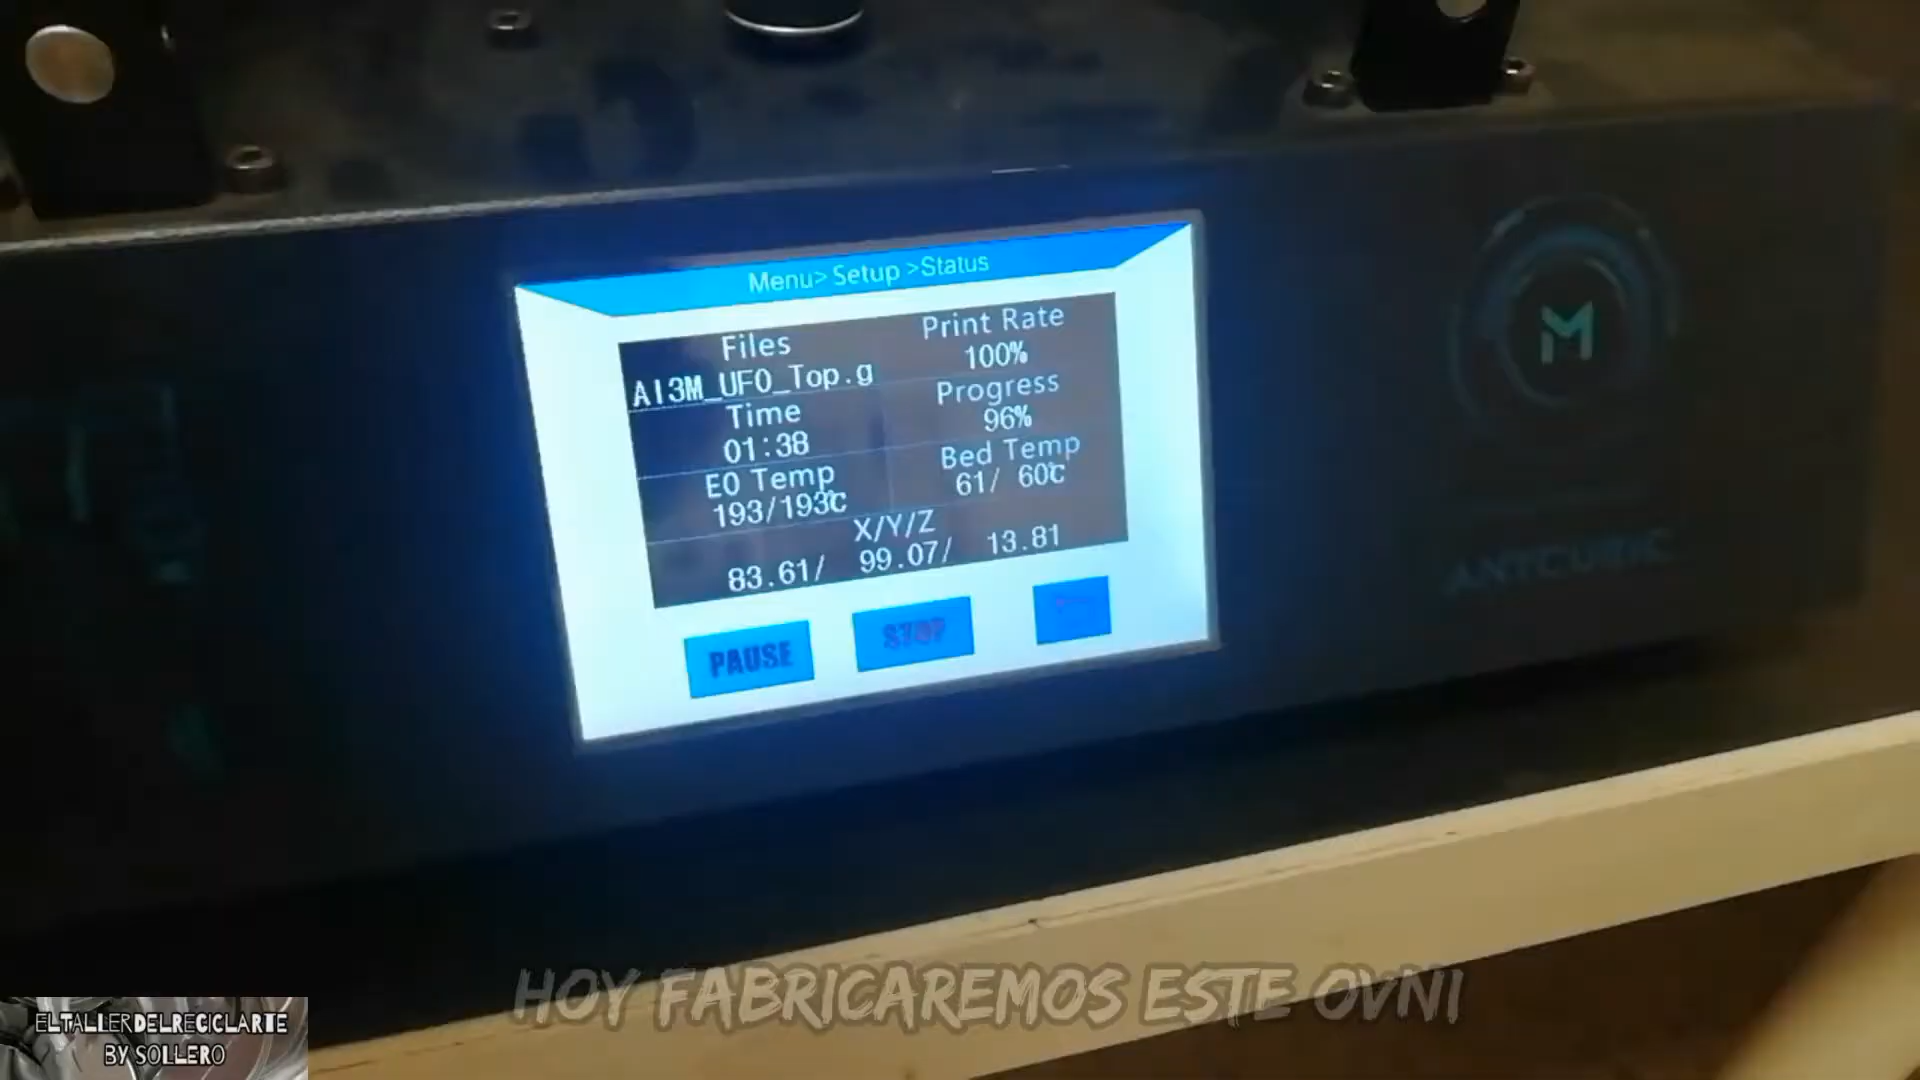 Menu> Setup >Status
Files
AI3M_UFO_Top.g
Time
01:38
E0 Temp
193/193℃
Print Rate
100%
Progress
96%
Bed Temp
61/ 60℃
X/Y/Z
83.61/ 99.07/ 13.81
PAUSE
STOP
M
ANYCUBIC
HOY FABRICAREMOS ESTE OVNI
ELTALLERDELRECICLARTE
BY SOLLERO